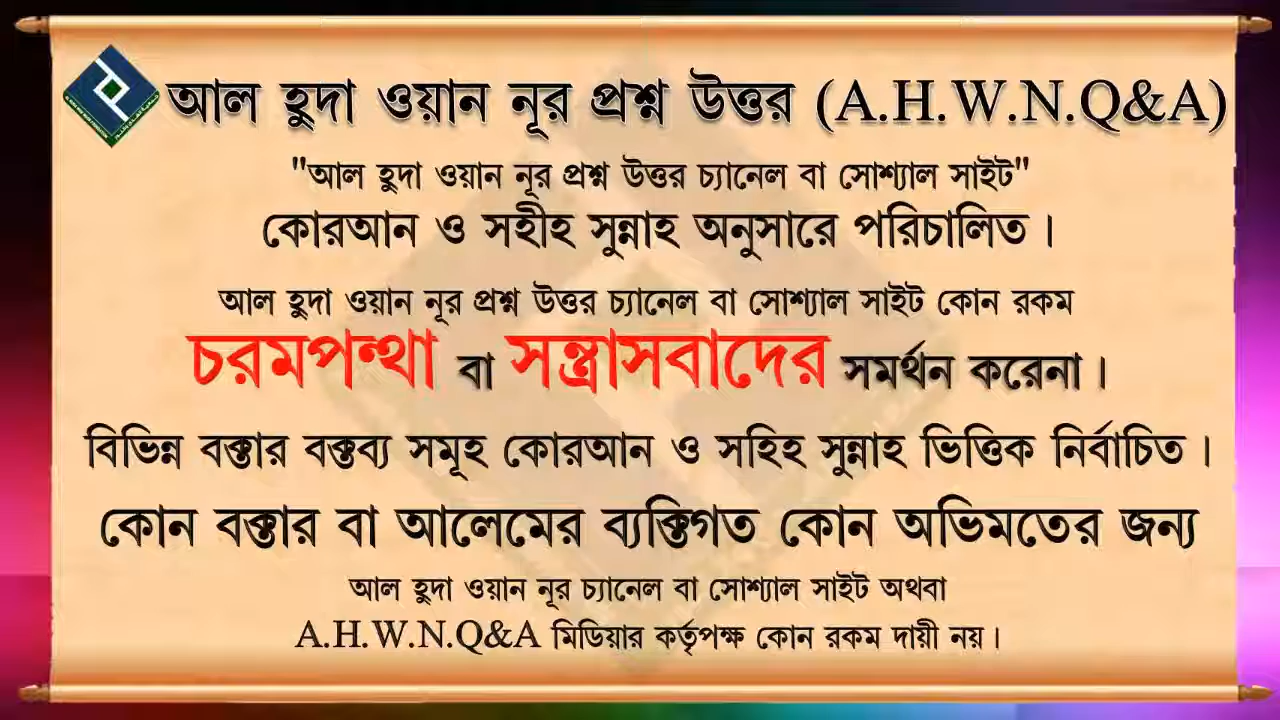 আল হুদা ওয়ান নূর প্রশ্ন উত্তর (A.H.W.N.Q&A)
"আল হুদা ওয়ান নূর প্রশ্ন উত্তর চ্যানেল বা সোশ্যাল সাইট"
কোরআন ও সহীহ সুন্নাহ অনুসারে পরিচালিত।
আল হুদা ওয়ান নূর প্রশ্ন উত্তর চ্যানেল বা সোশ্যাল সাইট কোন রকম
চরমপন্থা বা সন্ত্রাসবাদের সমর্থন করেনা।
বিভিন্ন বক্তার বক্তব্য সমূহ কোরআন ও সহিহ সুন্নাহ ভিত্তিক নির্বাচিত।
কোন বক্তার বা আলেমের ব্যক্তিগত কোন অভিমতের জন্য
আল হুদা ওয়ান নূর চ্যানেল বা সোশ্যাল সাইট অথবা
A.H.W.N.Q&A মিডিয়ার কর্তৃপক্ষ কোন রকম দায়ী নয়।